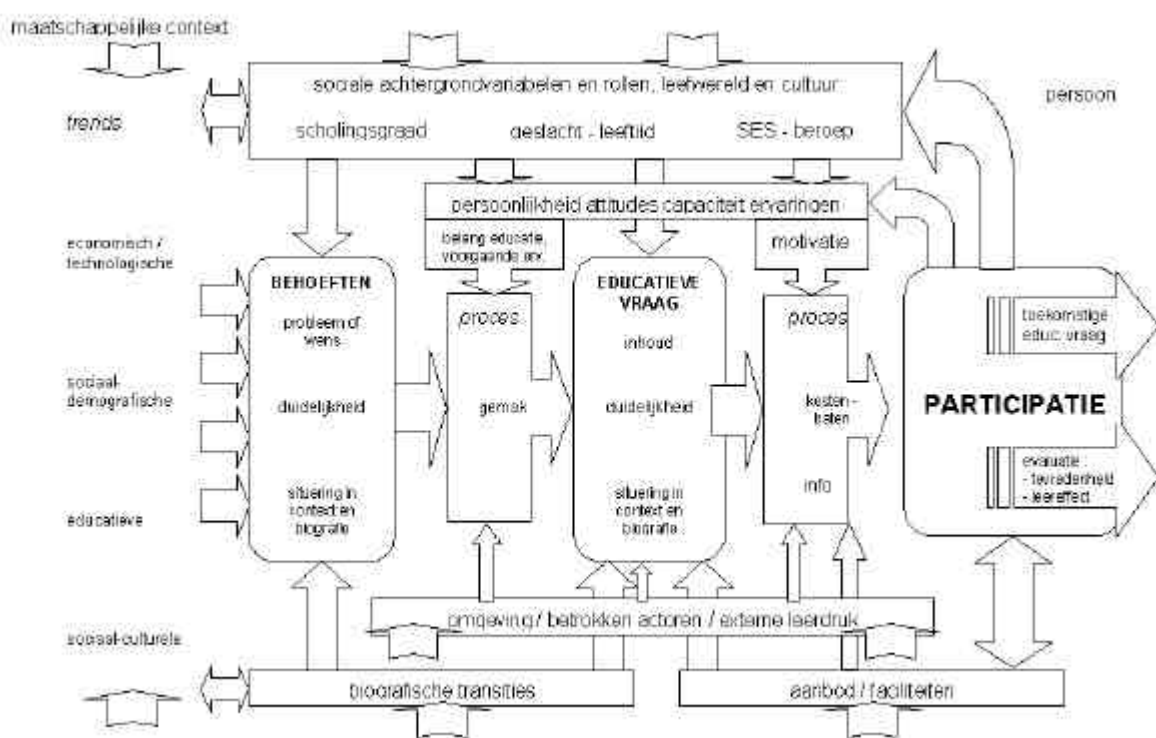 maatschappelijke context
sociale achtergrondvariabelen en rollen, leefwereld en cultuur
persoon
trends
scholingsgraad
geslacht - leeftijd
SES - beroep
persoonlijkheid attitudes capaciteit ervaringen
economisch /
technologische
belang educatie,
voorgaande erv.
motivatie
BEHOEFTEN
probleem of
wens
duidelijkheid
situering in
context en
biografie
proces
gemak
EDUCATIEVE
VRAAG
inhoud
duidelijkheid
situering in
context en
biografie
proces
kosten -
baten
info
toekomstige
educ. vraag
PARTICIPATIE
evaluatie :
- tevredenheid
- leereffect
sociaal-
demografische
educatieve
sociaal-culturele
omgeving / betrokken actoren / externe leerdruk
biografische transities
aanbod / faciliteiten